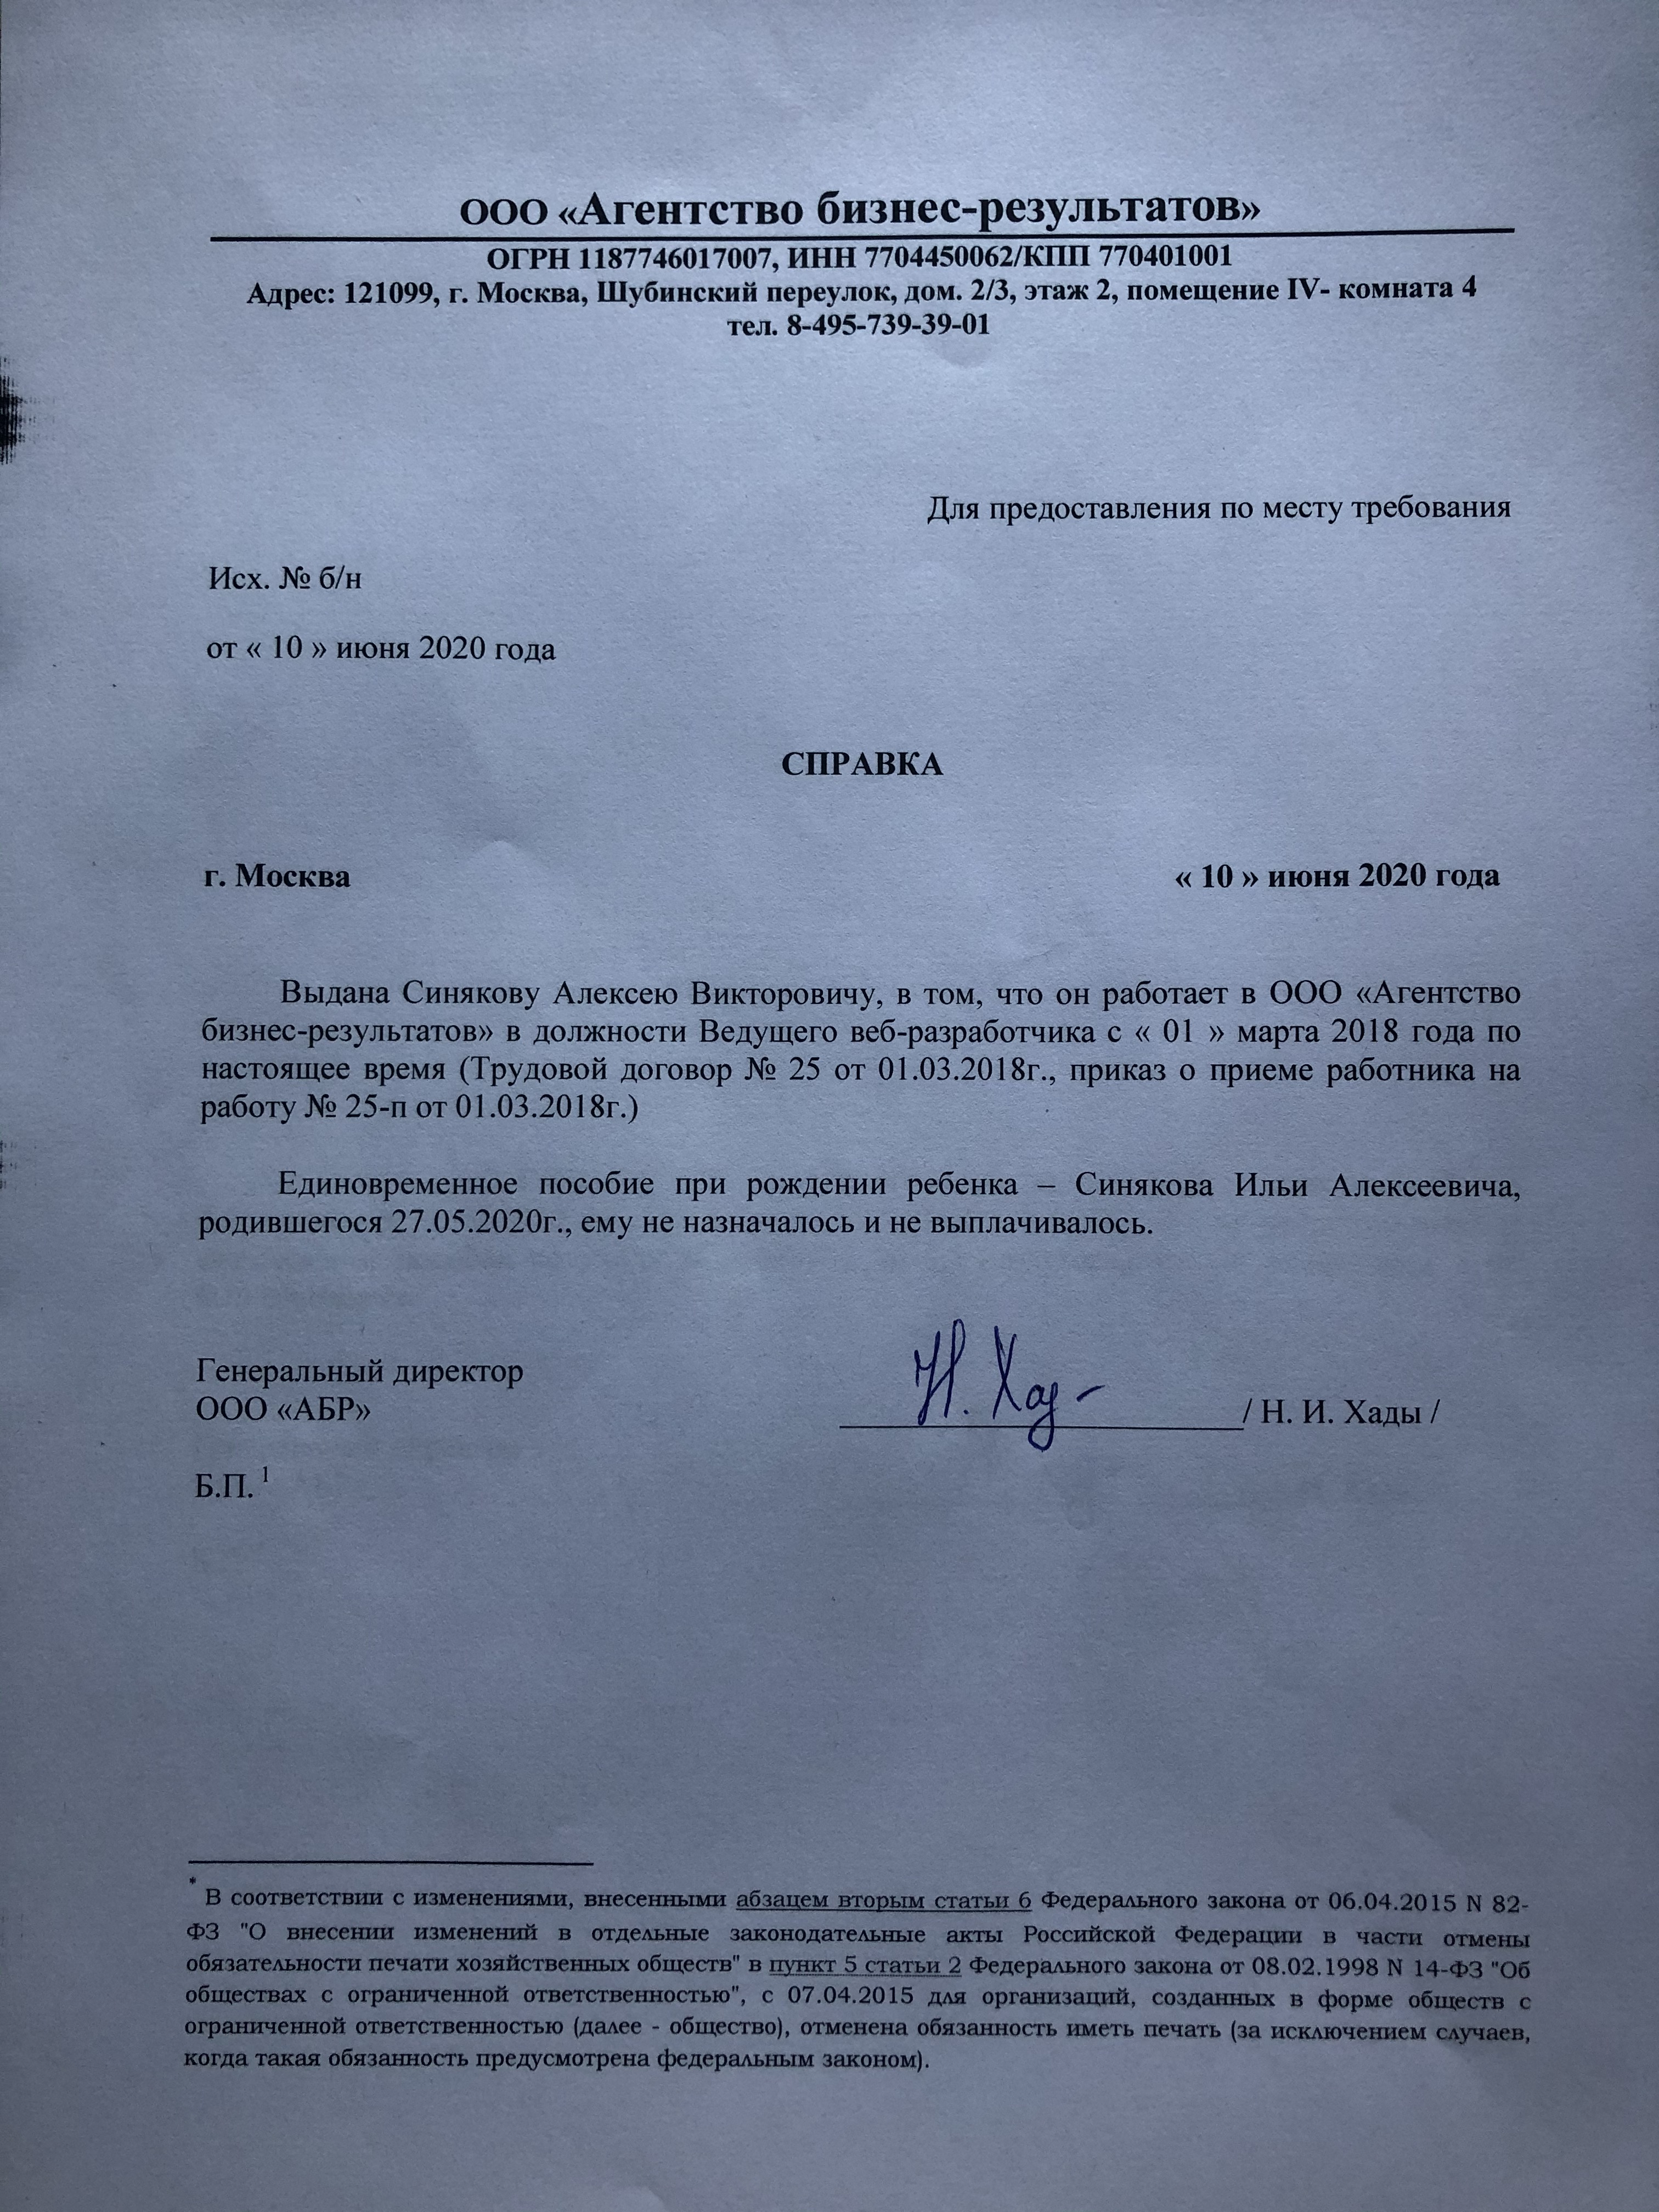 ООО «Агентство бизнес-результатов»
ОГРН 1187746017007, ИНН 7704450062/КПП 770401001
Адрес: 121099, г. Москва, Шубинский переулок, дом. 2/3, этаж 2, помещение IV- комната 4
тел. 8-495-739-39-01
Для предоставления по месту требования
Исх. № б/н
от « 10 » июня 2020 года
СПРАВКА
г. Москва « 10 » июня 2020 года
Выдана Синякову Алексею Викторовичу, в том, что он работает в ООО «Агентство
бизнес-результатов» в должности Ведущего веб-разработчика с « 01 » марта 2018 года по
настоящее время (Трудовой договор № 25 от 01.03.2018г., приказ о приеме работника на
работу № 25-п от 01.03.2018г.)
Единовременное пособие при рождении ребенка – Синякова Ильи Алексеевича,
родившегося 27.05.2020г., ему не назначалось и не выплачивалось.
Генеральный директор
ООО «АБР» Н. Хад / Н. И. Хады /
Б.П. 1
* В соответствии с изменениями, внесенными абзацем вторым статьи 6 Федерального закона от 06.04.2015 N 82-
ФЗ "О внесении изменений в отдельные законодательные акты Российской Федерации в части отмены
обязательности печати хозяйственных обществ" в пункт 5 статьи 2 Федерального закона от 08.02.1998 N 14-ФЗ "Об
обществах с ограниченной ответственностью", с 07.04.2015 для организаций, созданных в форме обществ с
ограниченной ответственностью (далее - общество), отменена обязанность иметь печать (за исключением случаев,
когда такая обязанность предусмотрена федеральным законом).